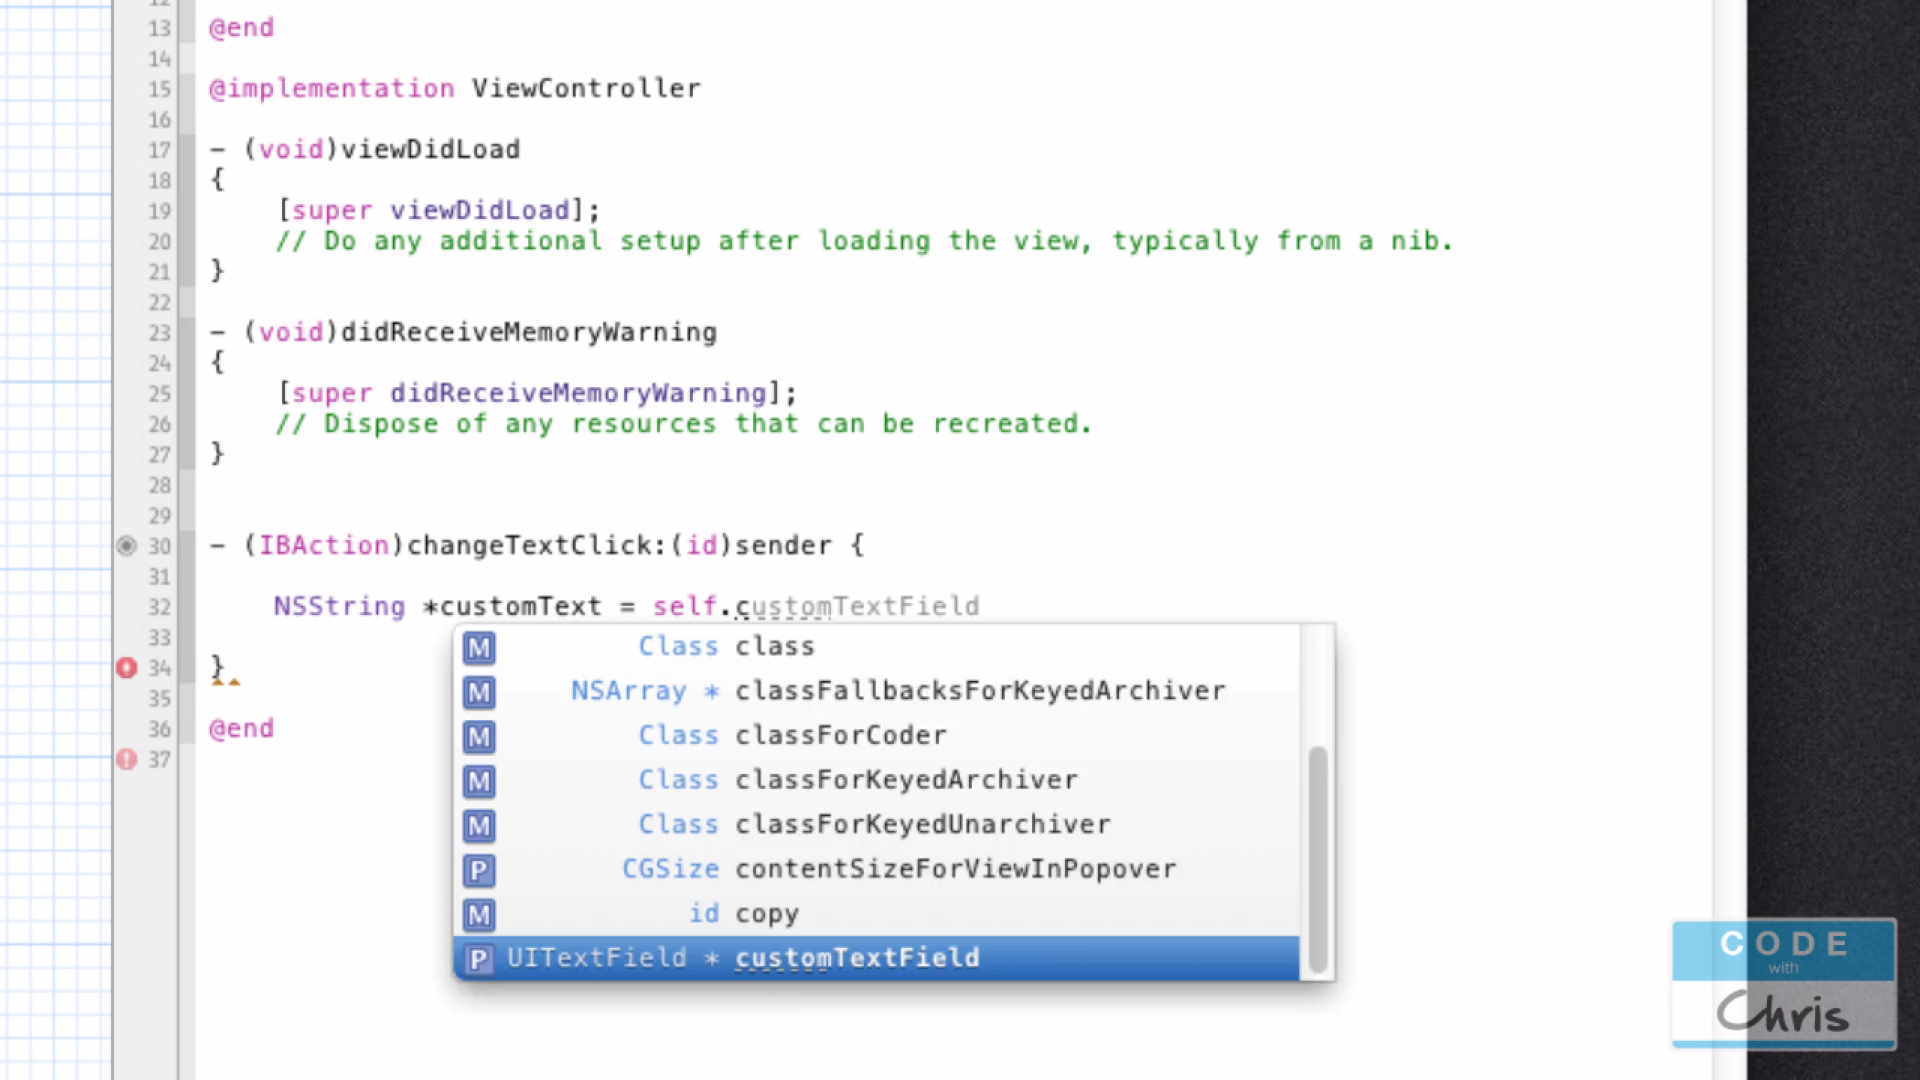 12
13 @end
14
15 @implementation ViewController
16
17 - (void)viewDidLoad
18 {
19 [super viewDidLoad];
20 // Do any additional setup after loading the view, typically from a nib.
21 }
22
23 - (void)didReceiveMemoryWarning
24 {
25 [super didReceiveMemoryWarning];
26 // Dispose of any resources that can be recreated.
27 }
28
29
30 - (IBAction)changeTextClick:(id)sender {
31
32 NSString *customText = self.customTextField
33
34 }
35
36 @end
37
M Class class
M NSArray * classFallbacksForKeyedArchiver
M Class classForCoder
M Class classForKeyedArchiver
M Class classForKeyedUnarchiver
P CGSize contentSizeForViewInPopover
M id copy
P UITextField * customTextField
CODE
with
Chris